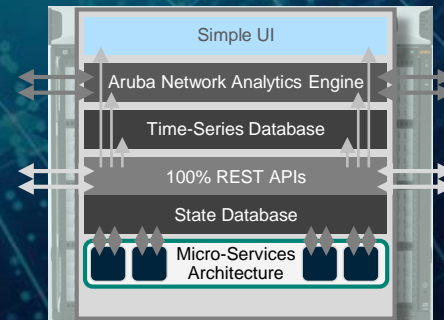 Simple UI
Aruba Network Analytics Engine
Time-Series Database
100% REST APIs
State Database
Micro-Services
Architecture